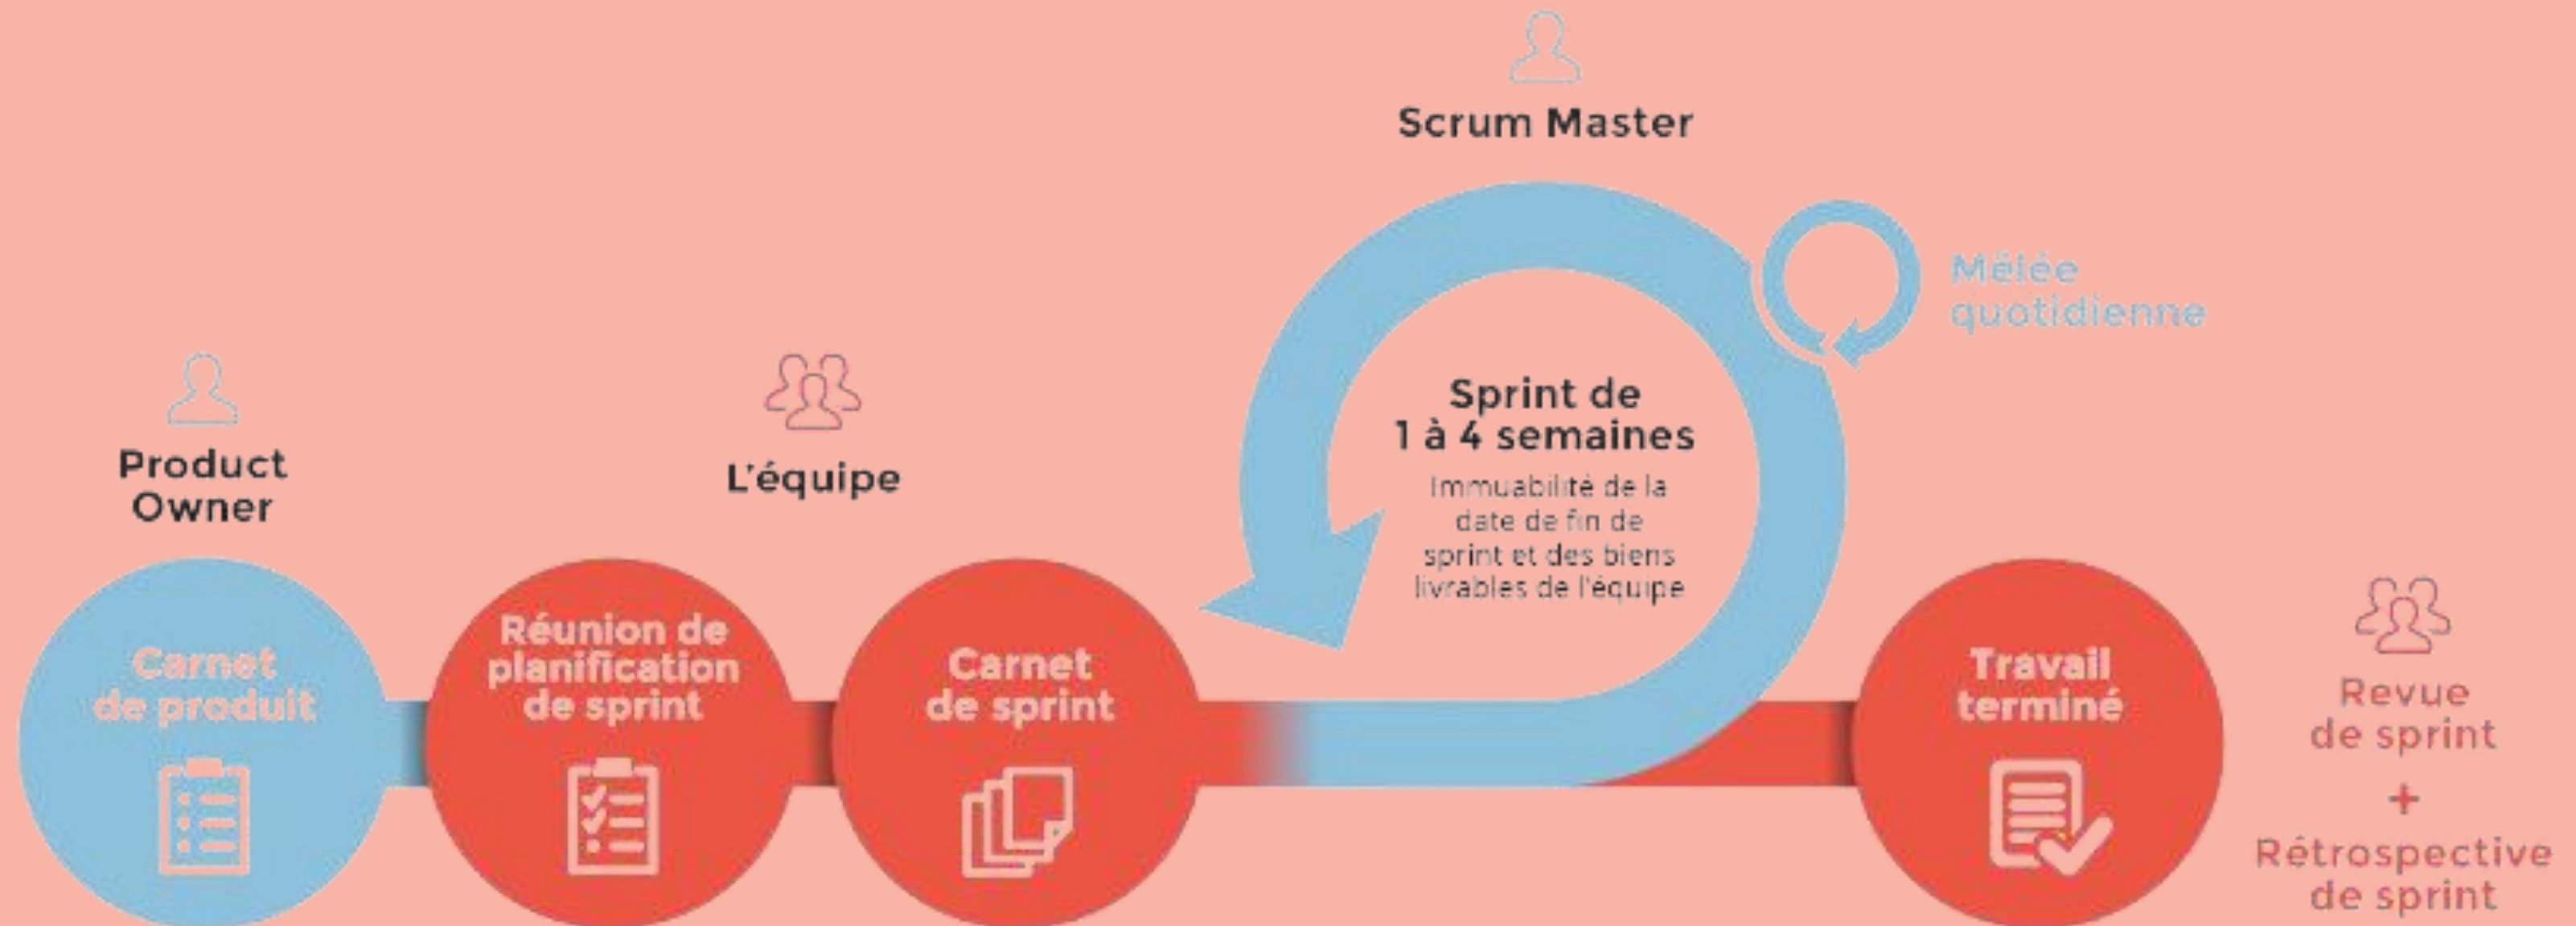 Scrum Master
Mêlée
quotidienne
Product
Owner
L'équipe
Sprint de
1 à 4 semaines
Immuabilité de la
date de fin de
sprint et des biens
livrables de l'équipe
Carnet
de produit
Réunion de
planification
de sprint
Carnet
de sprint
Travail
terminé
Revue
de sprint
+
Rétrospective
de sprint